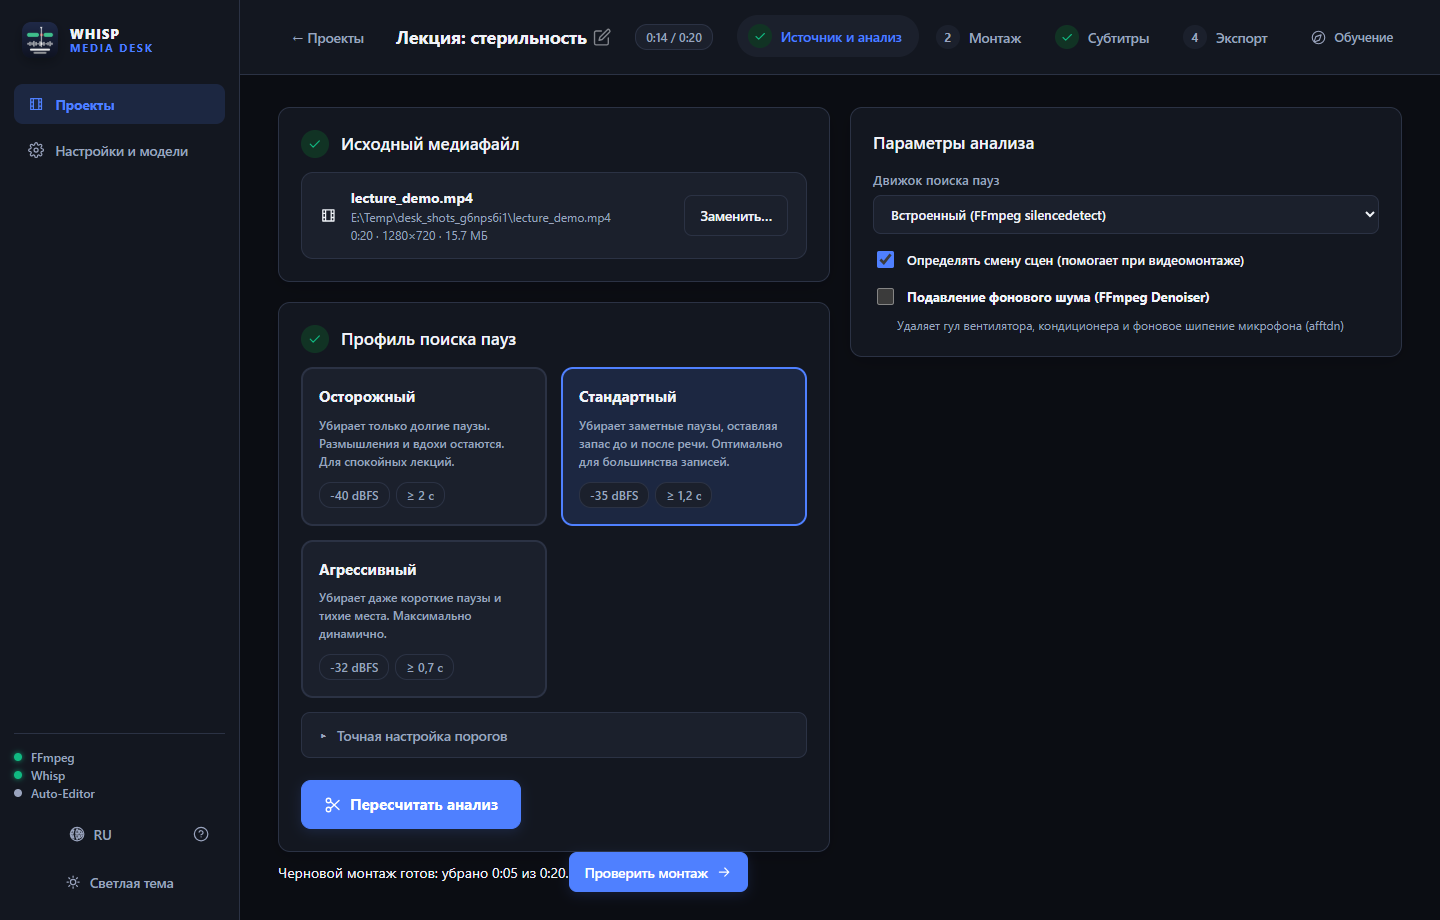 WHISP
MEDIA DESK
Проекты
Настройки и модели
FFmpeg
Whisp
Auto-Editor
RU
Светлая тема
← Проекты
Лекция: стерильность
0:14 / 0:20
Источник и анализ
2 Монтаж
Субтитры
4 Экспорт
Обучение
Исходный медиафайл
lecture_demo.mp4
E:\Temp\desk_shots_g6nps6i1\lecture_demo.mp4
0:20 · 1280×720 · 15.7 МБ
Заменить...
Профиль поиска пауз
Осторожный
Убирает только долгие паузы.
Размышления и вдохи остаются.
Для спокойных лекций.
-40 dBFS
≥ 2 с
Стандартный
Убирает заметные паузы, оставляя
запас до и после речи. Оптимально
для большинства записей.
-35 dBFS
≥ 1,2 с
Агрессивный
Убирает даже короткие паузы и
тихие места. Максимально
динамично.
-32 dBFS
≥ 0,7 с
Точная настройка порогов
Пересчитать анализ
Черновой монтаж готов: убрано 0:05 из 0:20.
Проверить монтаж →
Параметры анализа
Движок поиска пауз
Встроенный (FFmpeg silencedetect)
Определять смену сцен (помогает при видеомонтаже)
Подавление фонового шума (FFmpeg Denoiser)
Удаляет гул вентилятора, кондиционера и фоновое шипение микрофона (afftdn)